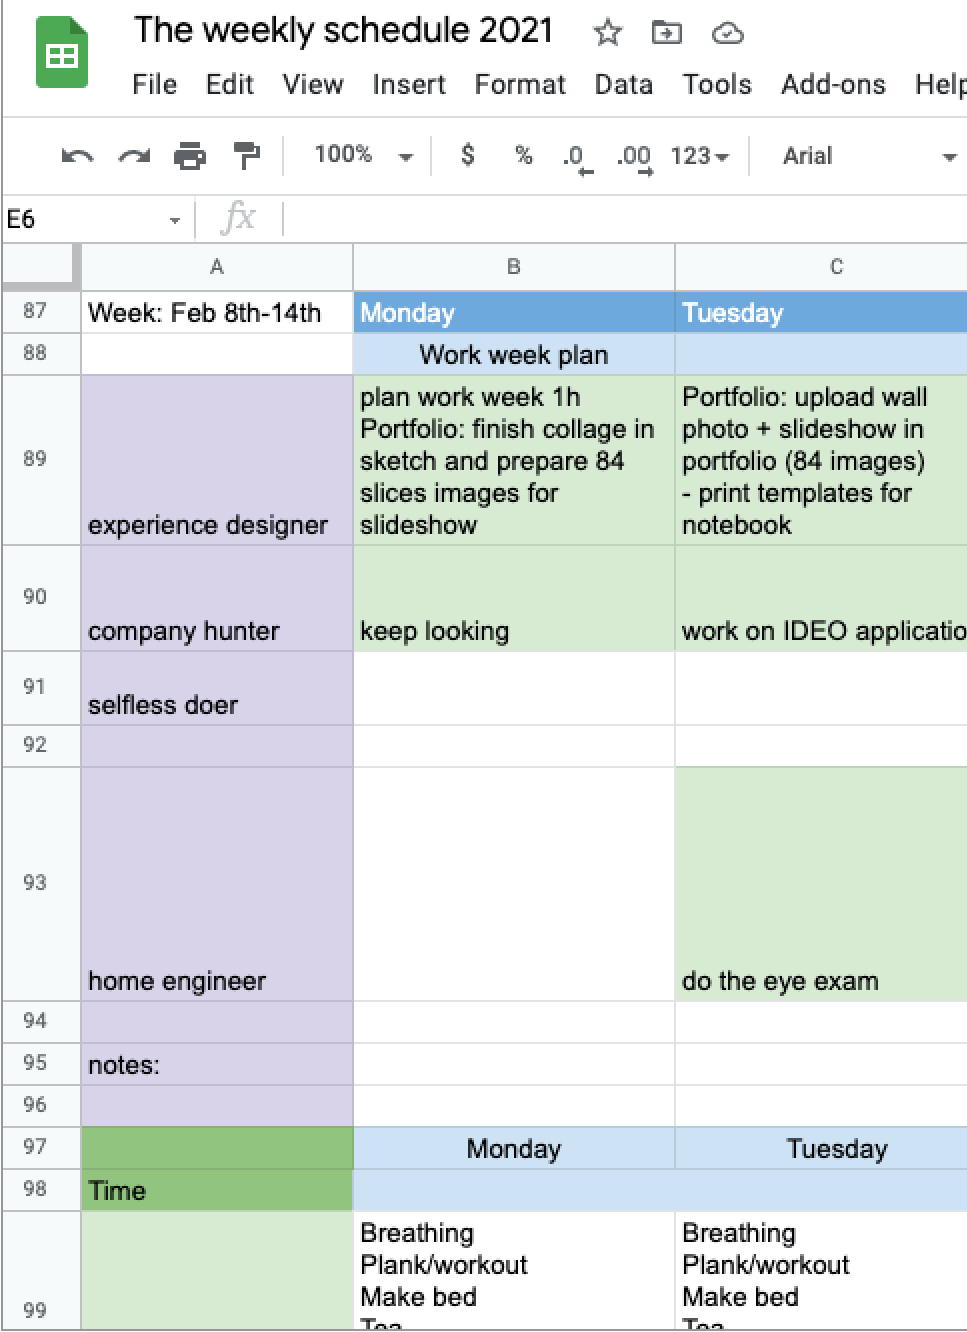 The weekly schedule 2021
File Edit View Insert Format Data Tools Add-ons Help
100% $ % .0 .00 123 Arial
E6 fx
A B C
87 Week: Feb 8th-14th Monday Tuesday
88 Work week plan
plan work week 1h
Portfolio: finish collage in
sketch and prepare 84
slices images for
slideshow
Portfolio: upload wall
photo + slideshow in
portfolio (84 images)
- print templates for
notebook
89
experience designer
90
company hunter keep looking work on IDEO applicatio
91
selfless doer
92
93
home engineer do the eye exam
94
95 notes:
96
97 Monday Tuesday
98 Time
Breathing
Plank/workout
Make bed
Tea
Breathing
Plank/workout
Make bed
Tea
99